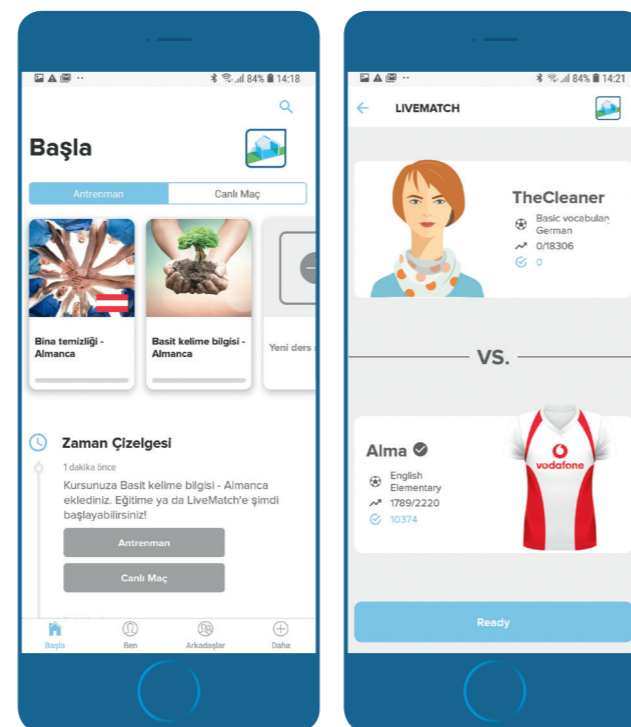 84% 14:18
Başla
Antrenman
Canlı Maç
Bina temizliği -
Almanca
Basit kelime bilgisi -
Almanca
Yeni ders
Zaman Çizelgesi
1 dakika önce
Kursunuza Basit kelime bilgisi - Almanca
eklediniz. Eğitime ya da LiveMatch'e şimdi
başlayabilirsiniz!
Antrenman
Canlı Maç
Başla
Ben
Arkadaşlar
Daha
84% 14:21
LIVEMATCH
TheCleaner
Basic vocabulary
German
0/18306
0
VS.
Alma
English
Elementary
1789/2220
10374
vodafone
Ready